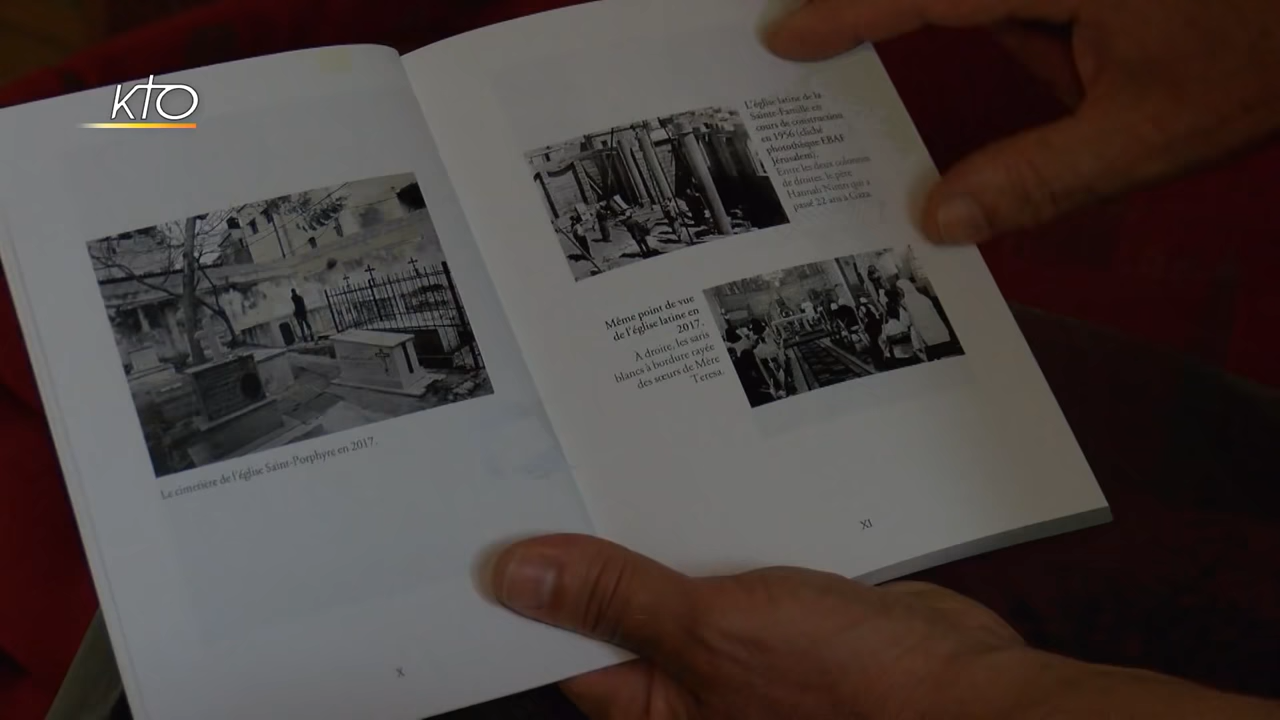 kto
Le cimetière de l'église Saint-Porphyre en 2017.
X
L'église latine de la
Sainte-Famille en
cours de construction
en 1956 (cliché
photothèque EBAF
Jérusalem).
Entre les deux colonnes
de droite, le père
Hannah Nimes qui a
passé 22 ans à Gaza.
Même point de vue
de l'église latine en
2017.
A droite, les saris
blancs à bordure rayée
des sœurs de Mère
Teresa.
XI